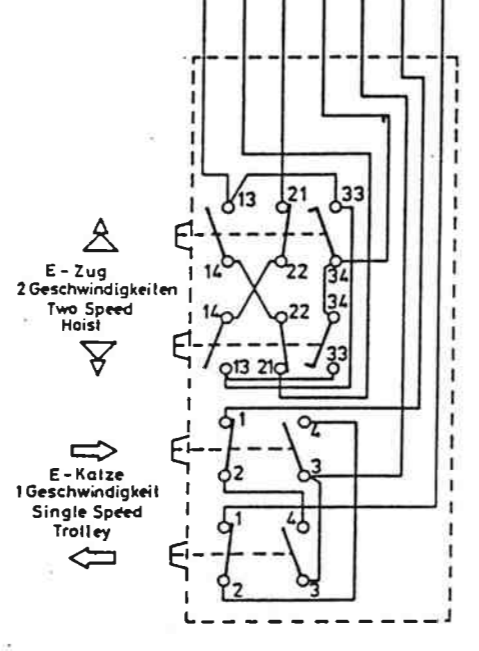 13 21 33
14 22 34
E - Zug
2 Geschwindigkeiten
Two Speed
Hoist
14 22 34
13 21 33
1 4
2 3
E - Katze
1 Geschwindigkeit
Single Speed
Trolley
1 4
2 3